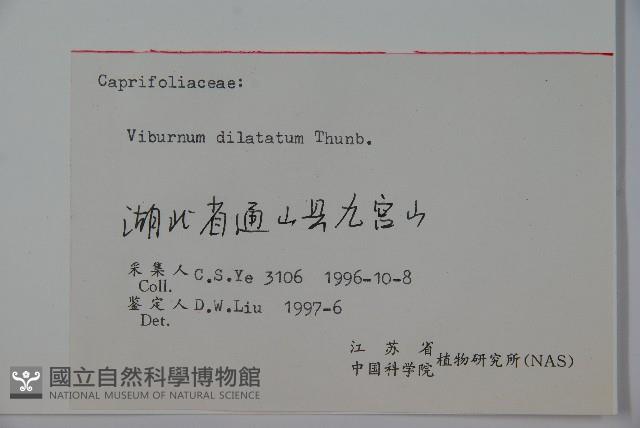 Caprifoliaceae:
Viburnum dilatatum Thunb.
湖北省通山县九宫山
采集人 C.S.Ye 3106 1996-10-8
Coll.
鉴定人 D.W.Liu 1997-6
Det.
江苏省
中国科学院 植物研究所(NAS)
國立自然科學博物館
NATIONAL MUSEUM OF NATURAL SCIENCE